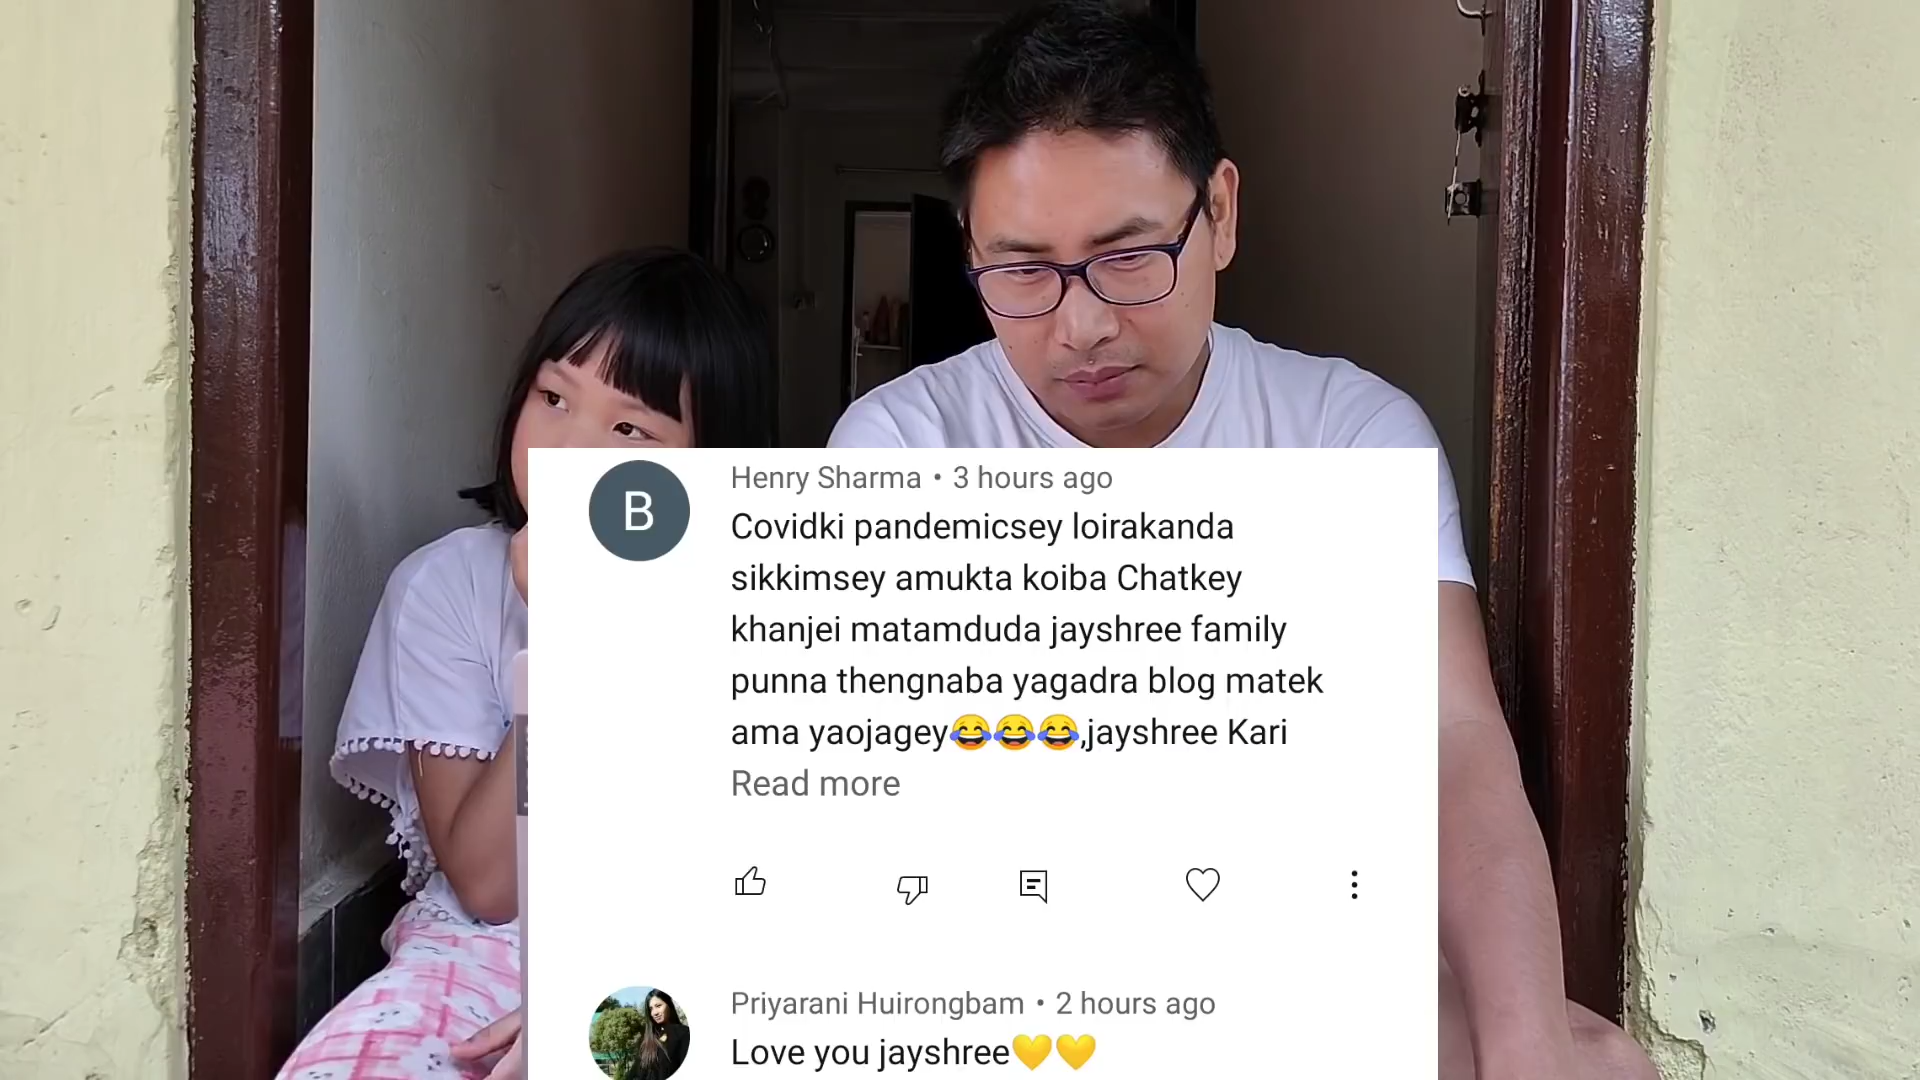 B
Henry Sharma • 3 hours ago
Covidki pandemicsey loirakanda
sikkimsey amukta koiba Chatkey
khanjei matamduda jayshree family
punna thengnaba yagadra blog matek
ama yaojagey😂😂😂,jayshree Kari
Read more
Priyarani Huirongbam • 2 hours ago
Love you jayshree💛💛